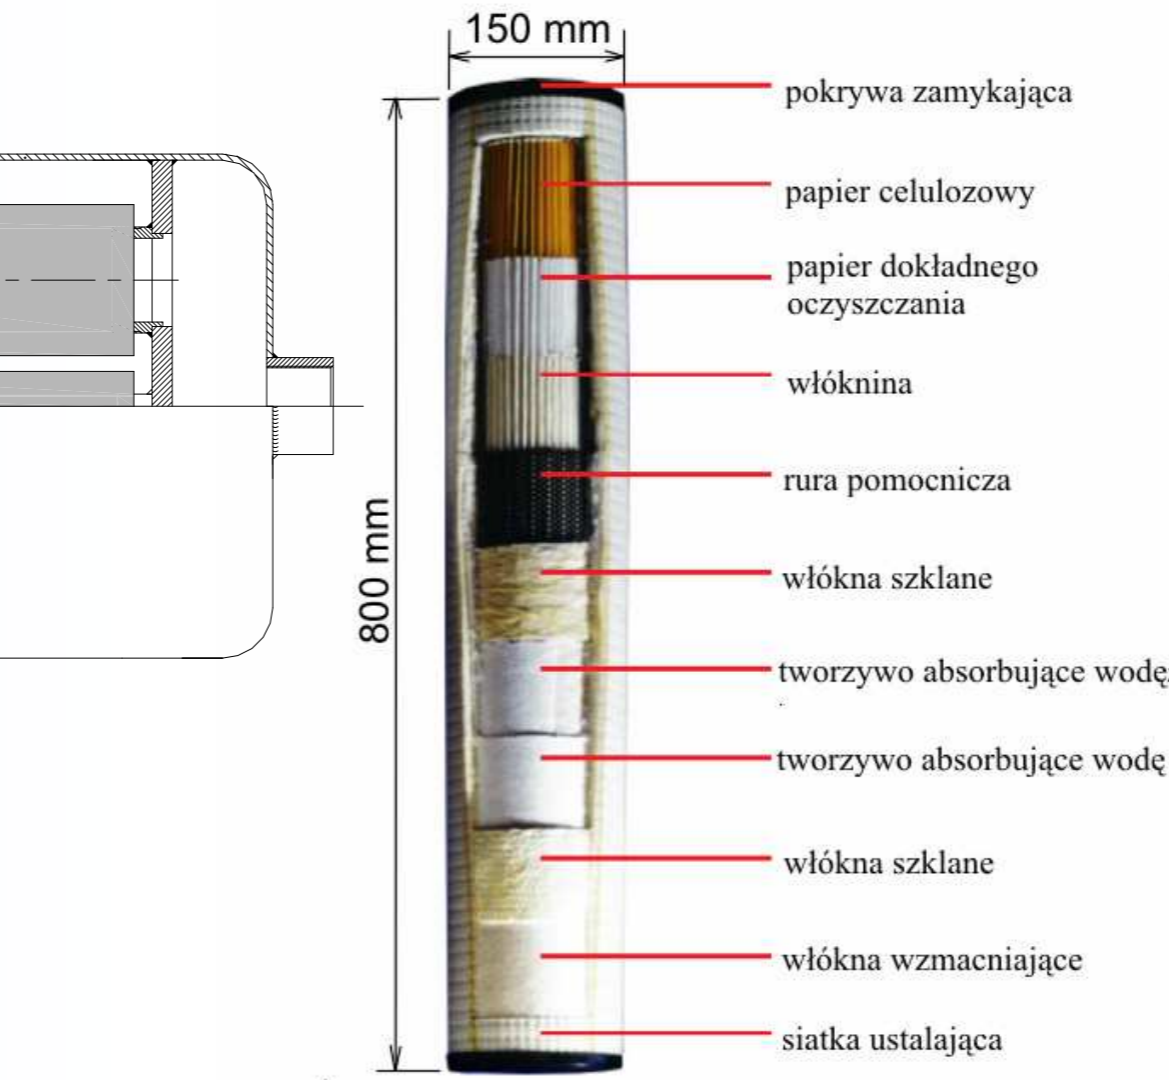 150 mm
pokrywa zamykająca
papier celulozowy
papier dokładnego
oczyszczania
włóknina
rura pomocnicza
800 mm
włókna szklane
tworzywo absorbujące wodę
tworzywo absorbujące wodę
włókna szklane
włókna wzmacniające
siatka ustalająca